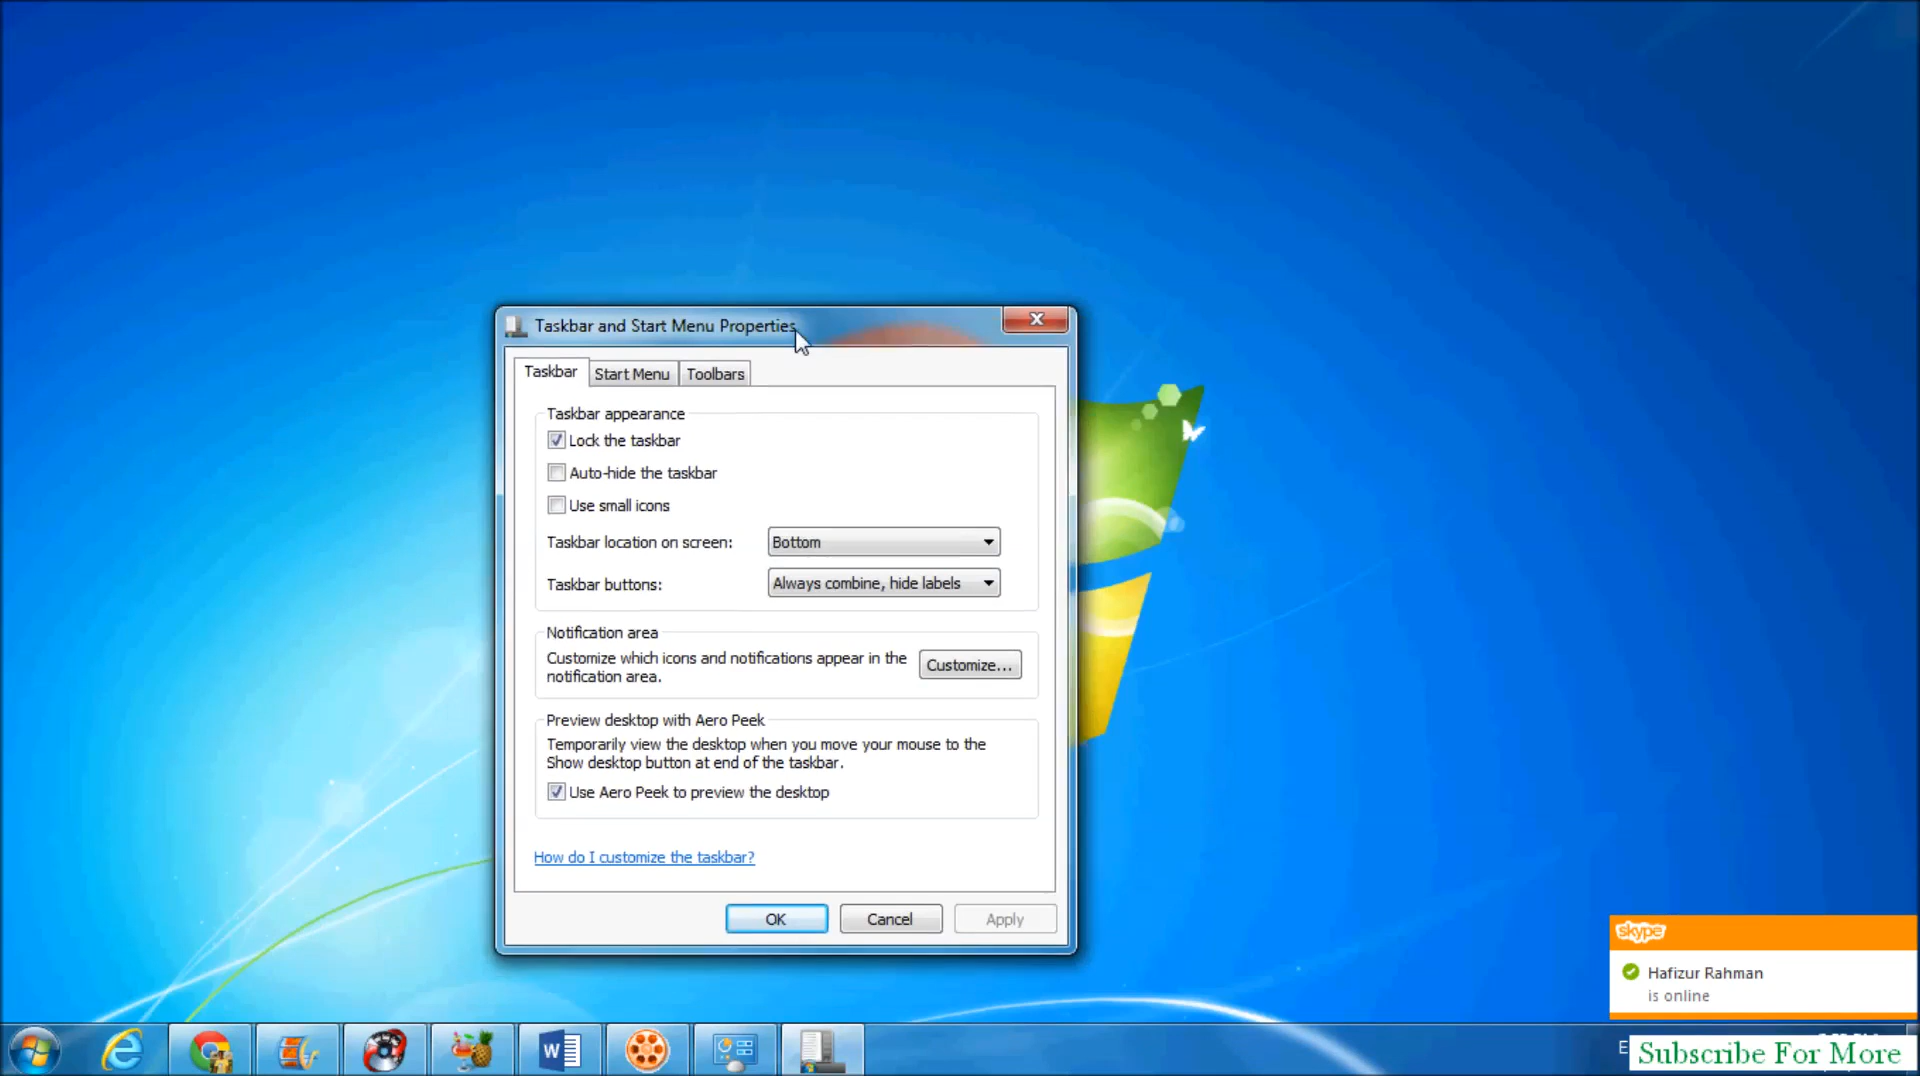 Taskbar and Start Menu Properties
Taskbar
Start Menu
Toolbars
Taskbar appearance
Lock the taskbar
Auto-hide the taskbar
Use small icons
Taskbar location on screen:
Bottom
Taskbar buttons:
Always combine, hide labels
Notification area
Customize which icons and notifications appear in the
notification area.
Customize...
Preview desktop with Aero Peek
Temporarily view the desktop when you move your mouse to the
Show desktop button at end of the taskbar.
Use Aero Peek to preview the desktop
How do I customize the taskbar?
OK
Cancel
Apply
skype
Hafizur Rahman
is online
W
Subscribe For More